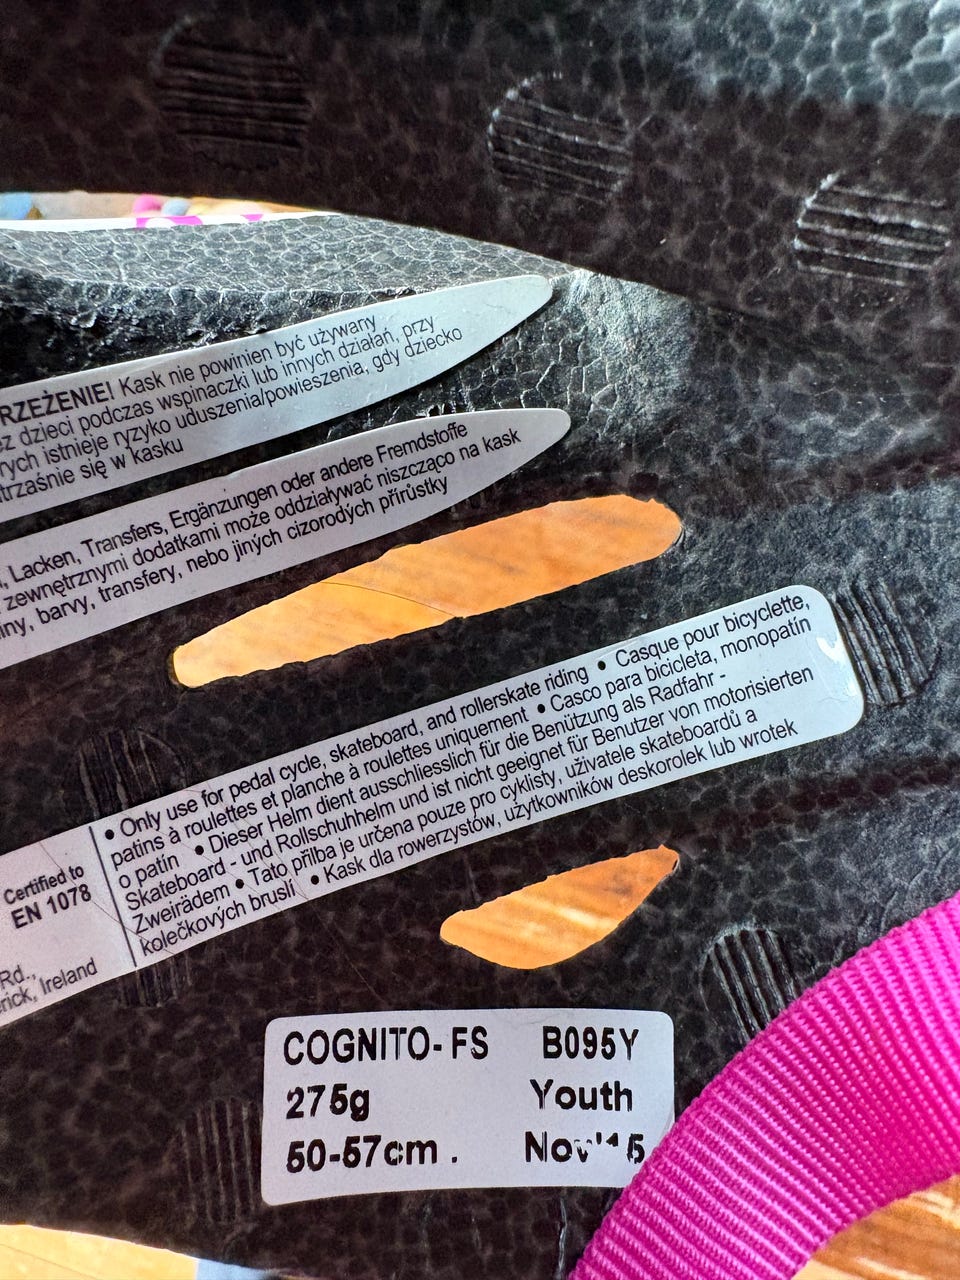 RZEŻENIE! Kask nie powinien być używany
ez dzieci podczas wspinaczki lub innych działań, przy
rych istnieje ryzyko uduszenia/powieszenia, gdy dziecko
trzaśnie się w kasku
Lacken, Transfers, Ergänzungen oder andere Fremdstoffe
zewnętrznymi dodatkami może oddziaływać niszcząco na kask
iny, barvy, transfery, nebo jiných cizorodých přírůstky
• Only use for pedal cycle, skateboard, and rollerskate riding • Casque pour bicyclette,
patins à roulettes et planche à roulettes uniquement • Casco para bicicleta, monopatín
o patín • Dieser Helm dient ausschliesslich für die Benützung als Radfahr -
Skateboard - und Rollschuhhelm und ist nicht geeignet für Benutzer von motorisierten
Zweirädem • Tato přilba je určena pouze pro cyklisty, uživatele skateboardů a
kolečkových bruslí • Kask dla rowerzystów, użytkowników deskorolek lub wrotek
Certified to
EN 1078
Rd.,
rick, Ireland
COGNITO-FS B095Y
275g Youth
50-57cm . Nov'15